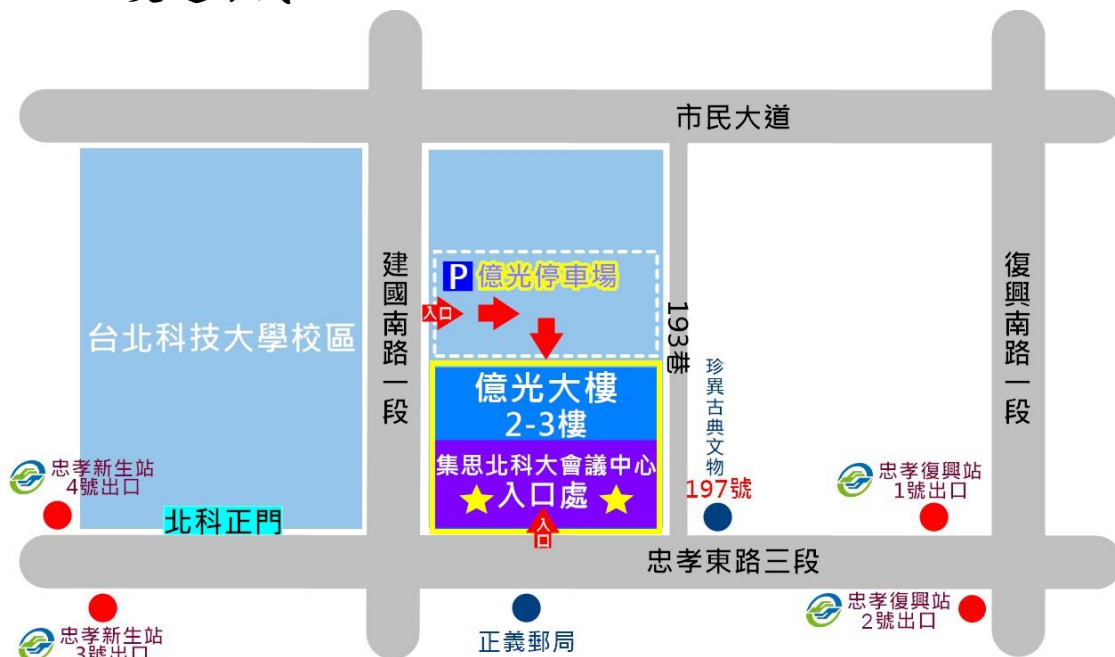 市民大道
建國南路一段
P 億光停車場
入口
復興南路一段
193巷
台北科技大學校區
億光大樓
2-3樓
珍異古典文物
197號
集思北科大會議中心
入口處
入口
忠孝新生站
4號出口
忠孝復興站
1號出口
北科正門
忠孝東路三段
忠孝新生站
3號出口
正義郵局
忠孝復興站
2號出口